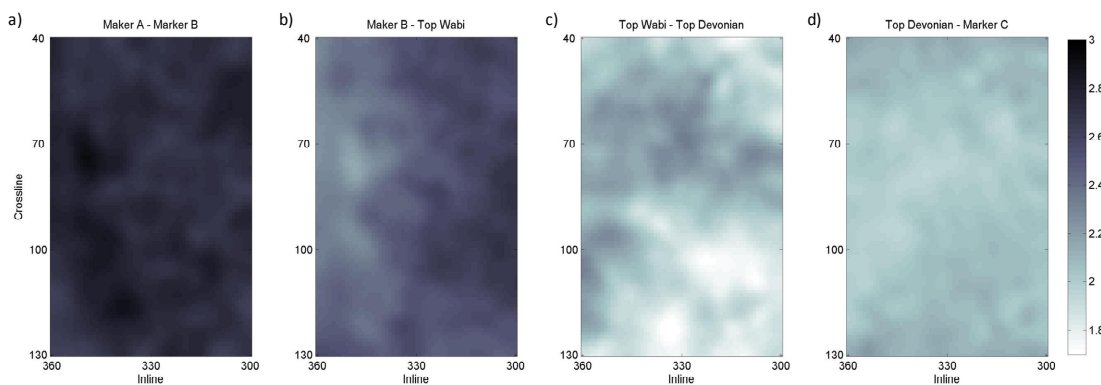 a)
Maker A - Marker B
b)
Maker B - Top Wabi
c)
Top Wabi - Top Devonian
d)
Top Devonian - Marker C
Crossline
40
70
100
130
360
330
300
Inline
40
70
100
130
360
330
300
Inline
40
70
100
130
360
330
300
Inline
40
70
100
130
360
330
300
Inline
3
2.8
2.6
2.4
2.2
2
1.8